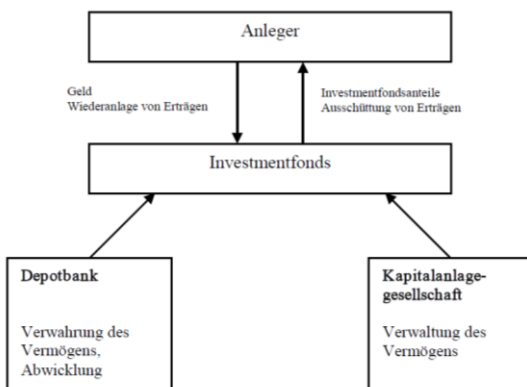 Anleger
Geld
Wiederanlage von Erträgen
Investmentfondsanteile
Ausschüttung von Erträgen
Investmentfonds
Depotbank
Verwahrung des
Vermögens,
Abwicklung
Kapitalanlage-
gesellschaft
Verwaltung des
Vermögens